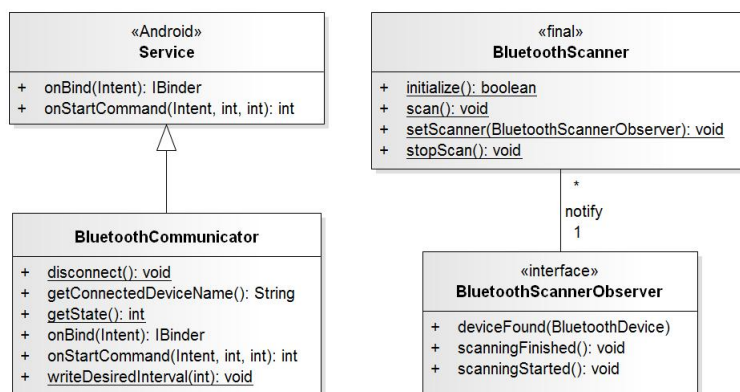 «Android»
Service
+ onBind(Intent): IBinder
+ onStartCommand(Intent, int, int): int
BluetoothCommunicator
+ disconnect(): void
+ getConnectedDeviceName(): String
+ getState(): int
+ onBind(Intent): IBinder
+ onStartCommand(Intent, int, int): int
+ writeDesiredInterval(int): void
«final»
BluetoothScanner
+ initialize(): boolean
+ scan(): void
+ setScanner(BluetoothScannerObserver): void
+ stopScan(): void
*
notify
1
«interface»
BluetoothScannerObserver
+ deviceFound(BluetoothDevice)
+ scanningFinished(): void
+ scanningStarted(): void